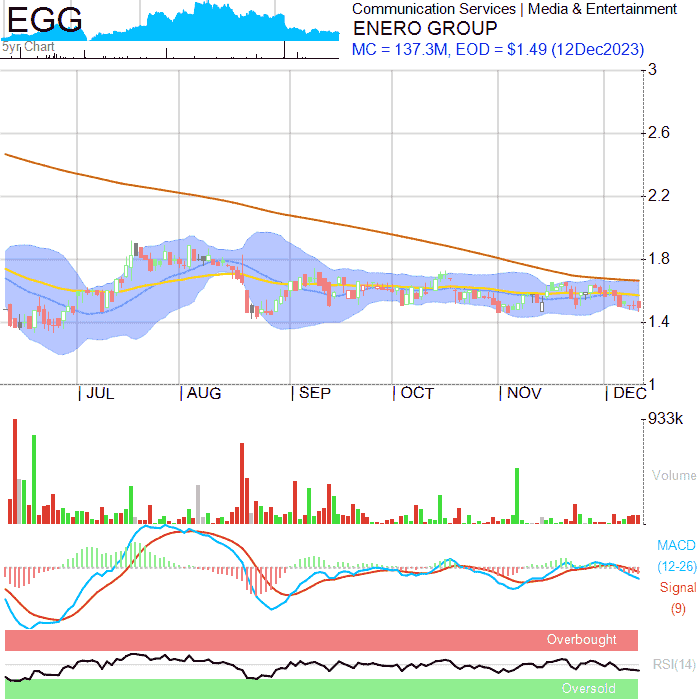 EGG
5yr Chart
Communication Services | Media & Entertainment
ENERO GROUP
MC = 137.3M, EOD = $1.49 (12Dec2023)
3
2.6
2.2
1.8
1.4
1
JUL AUG SEP OCT NOV DEC
933k
Volume
MACD
(12-26)
Signal
(9)
Overbought
RSI(14)
Oversold